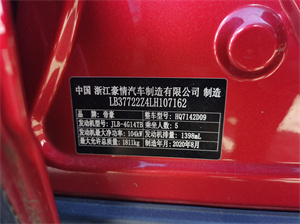 中国 浙江豪情汽车制造有限公司 制造
LB37722Z4LH107162
品牌：帝豪 整车型号：HQ7142D09
发动机型号：JLB-4G14TB 乘坐人数：5
发动机最大净功率：104kW 发动机排量：1398mL
最大允许总质量：1811kg 制造年月：2020年8月